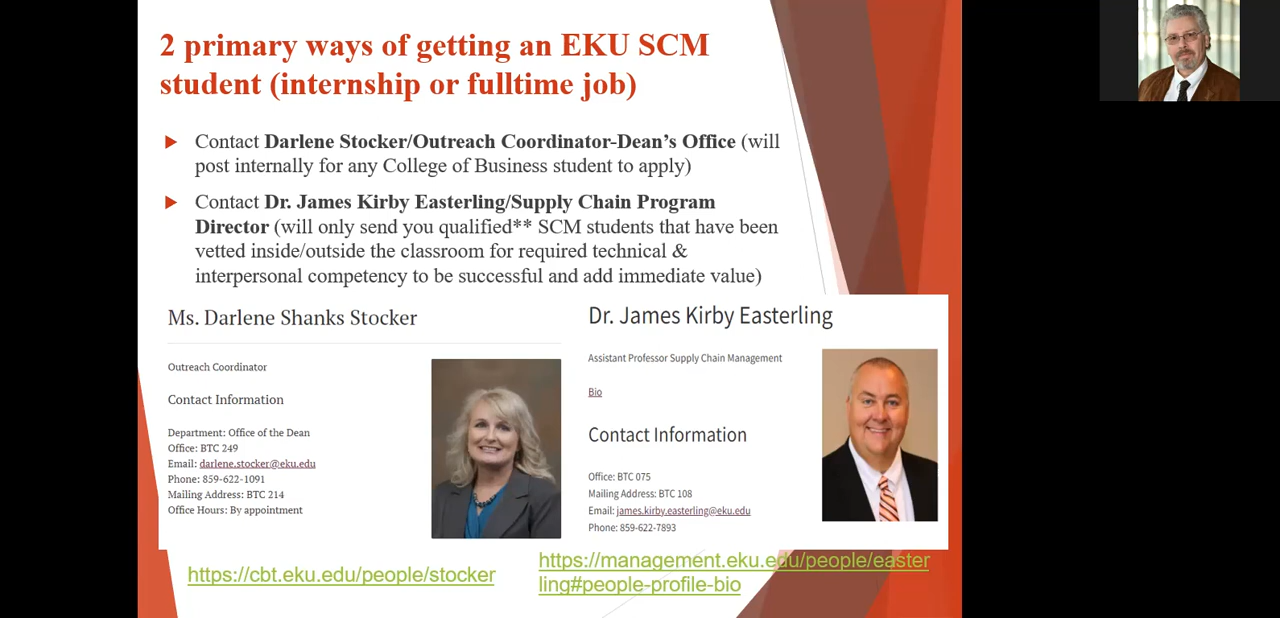 2 primary ways of getting an EKU SCM
student (internship or fulltime job)
Contact Darlene Stocker/Outreach Coordinator-Dean’s Office (will
post internally for any College of Business student to apply)
Contact Dr. James Kirby Easterling/Supply Chain Program
Director (will only send you qualified** SCM students that have been
vetted inside/outside the classroom for required technical &
interpersonal competency to be successful and add immediate value)
Ms. Darlene Shanks Stocker
Outreach Coordinator
Contact Information
Department: Office of the Dean
Office: BTC 249
Email: darlene.stocker@eku.edu
Phone: 859-622-1091
Mailing Address: BTC 214
Office Hours: By appointment
https://cbt.eku.edu/people/stocker
Dr. James Kirby Easterling
Assistant Professor Supply Chain Management
Bio
Contact Information
Office: BTC 075
Mailing Address: BTC 108
Email: james.kirby.easterling@eku.edu
Phone: 859-622-7893
https://management.eku.edu/people/easter
ling#people-profile-bio